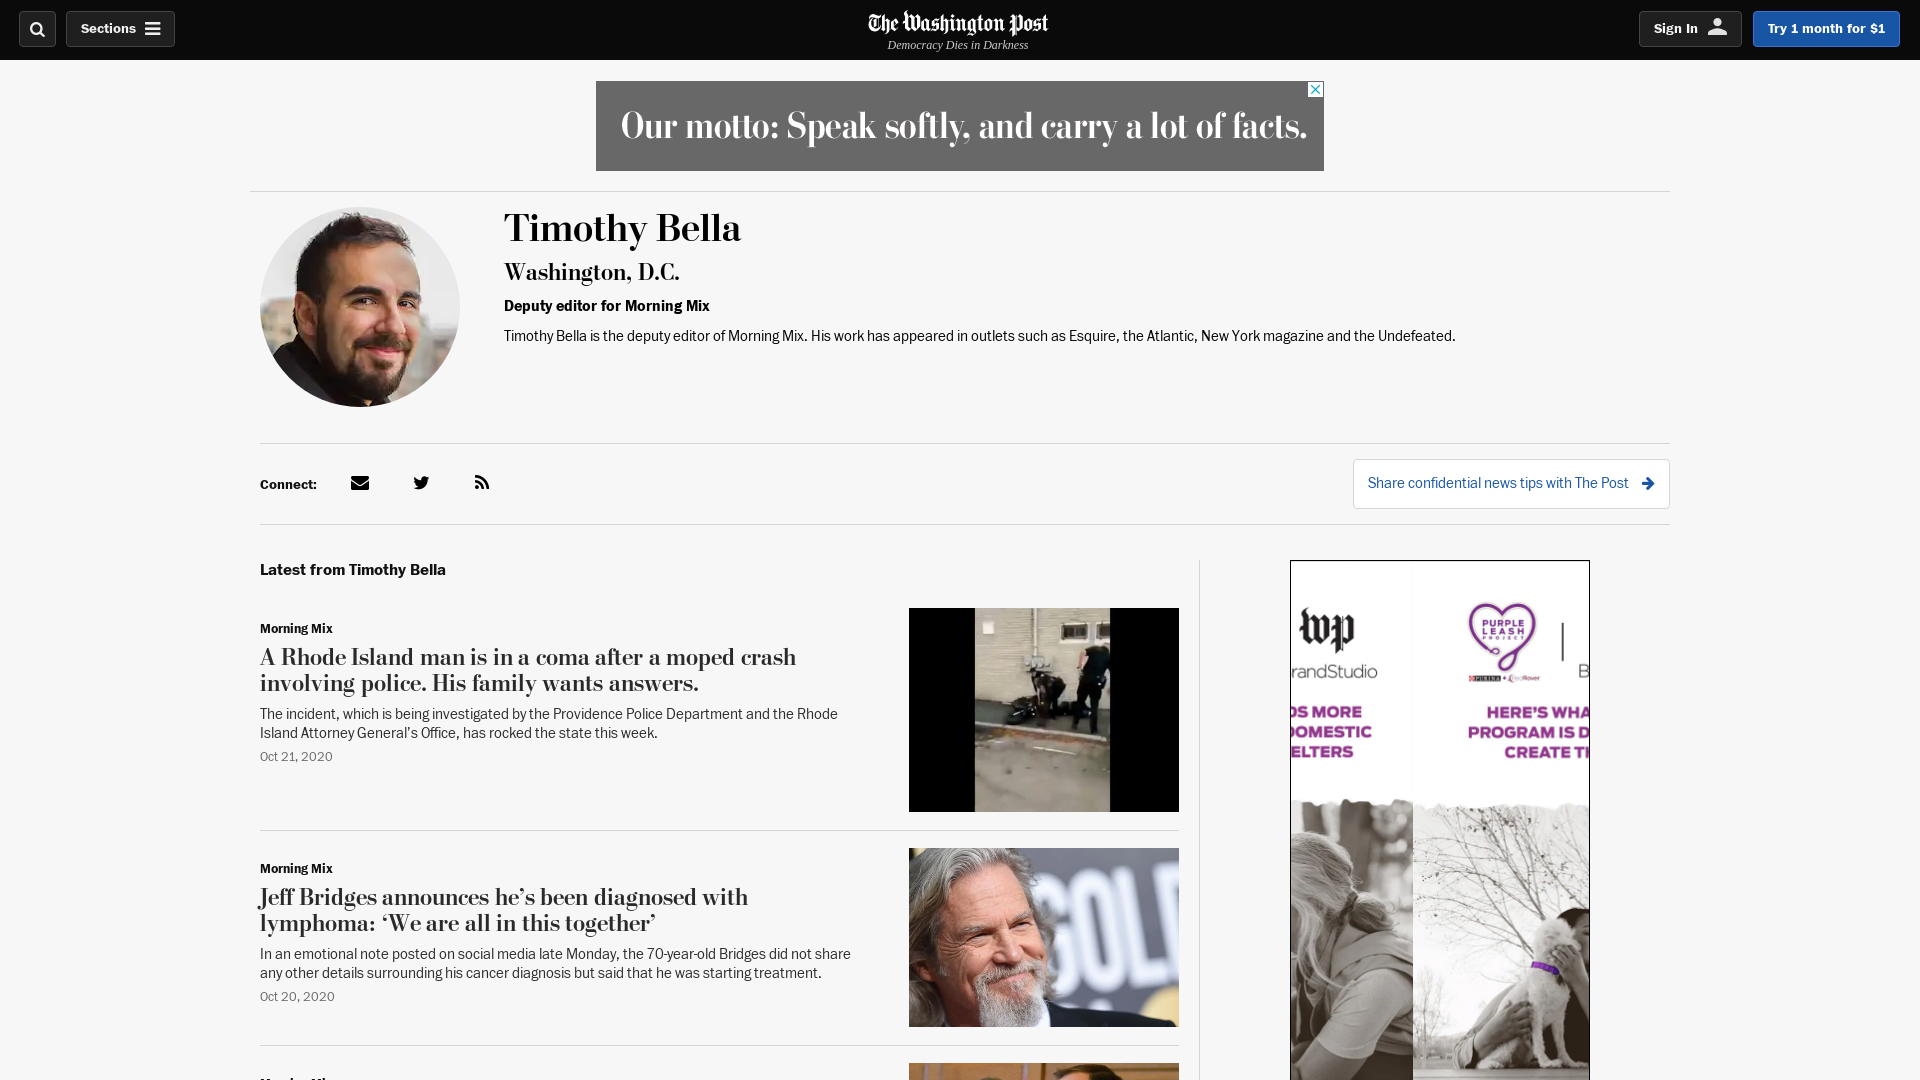 Sections
The Washington Post
Democracy Dies in Darkness
Sign In
Try 1 month for $1
Our motto: Speak softly, and carry a lot of facts.
Timothy Bella
Washington, D.C.
Deputy editor for Morning Mix
Timothy Bella is the deputy editor of Morning Mix. His work has appeared in outlets such as Esquire, the Atlantic, New York magazine and the Undefeated.
Connect:
Share confidential news tips with The Post
Latest from Timothy Bella
Morning Mix
A Rhode Island man is in a coma after a moped crash
involving police. His family wants answers.
The incident, which is being investigated by the Providence Police Department and the Rhode
Island Attorney General’s Office, has rocked the state this week.
Oct 21, 2020
Morning Mix
Jeff Bridges announces he’s been diagnosed with
lymphoma: ‘We are all in this together’
In an emotional note posted on social media late Monday, the 70-year-old Bridges did not share
any other details surrounding his cancer diagnosis but said that he was starting treatment.
Oct 20, 2020
GOL
wp
randStudio
DS MORE
DOMESTIC
ELTERS
PURPLE
LEASH
PROJECT
PURINA + RedRover
B
HERE'S WHA
PROGRAM IS D
CREATE TH